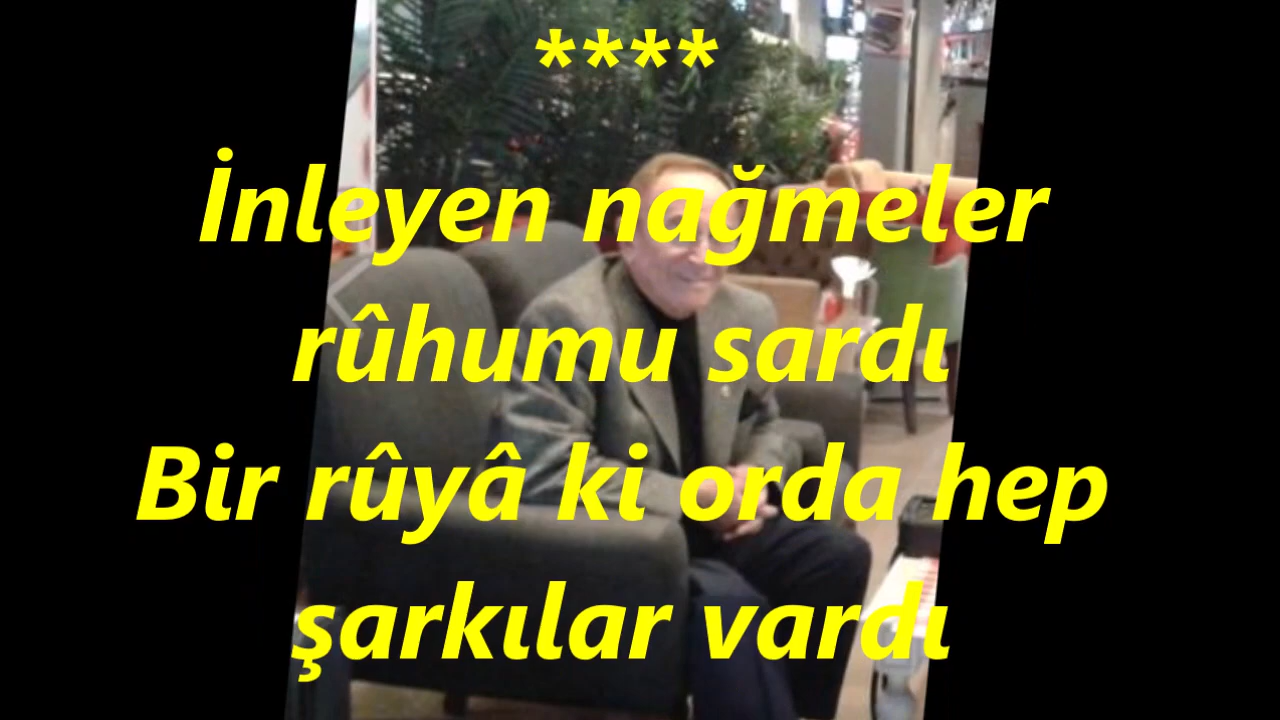 ****
İnleyen nağmeler
rûhumu sardı
Bir rûyâ ki orda hep
şarkılar vardı